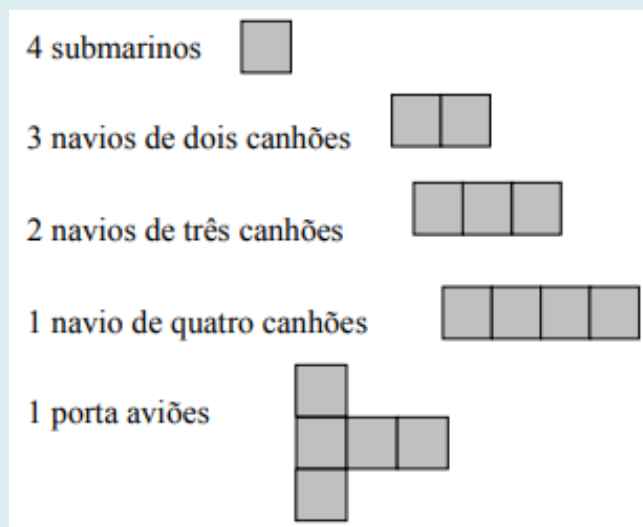 4 submarinos
3 navios de dois canhões
2 navios de três canhões
1 navio de quatro canhões
1 porta aviões